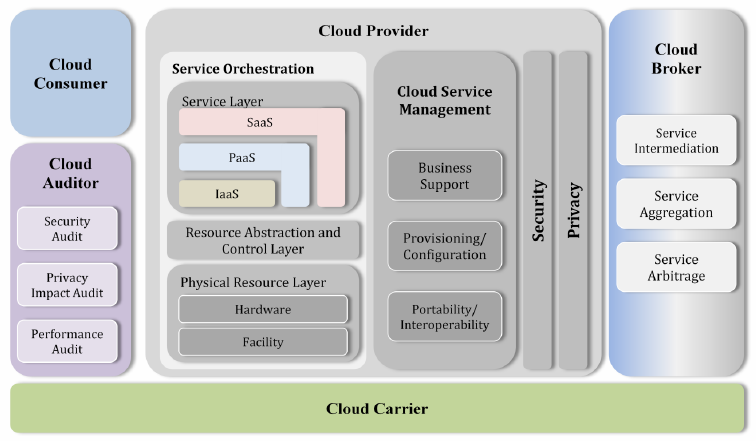 Cloud
Consumer
Cloud
Auditor
Security
Audit
Privacy
Impact Audit
Performance
Audit
Cloud Provider
Service Orchestration
Service Layer
SaaS
PaaS
IaaS
Resource Abstraction and
Control Layer
Physical Resource Layer
Hardware
Facility
Cloud Service
Management
Business
Support
Provisioning/
Configuration
Portability/
Interoperability
Security
Privacy
Cloud
Broker
Service
Intermediation
Service
Aggregation
Service
Arbitrage
Cloud Carrier